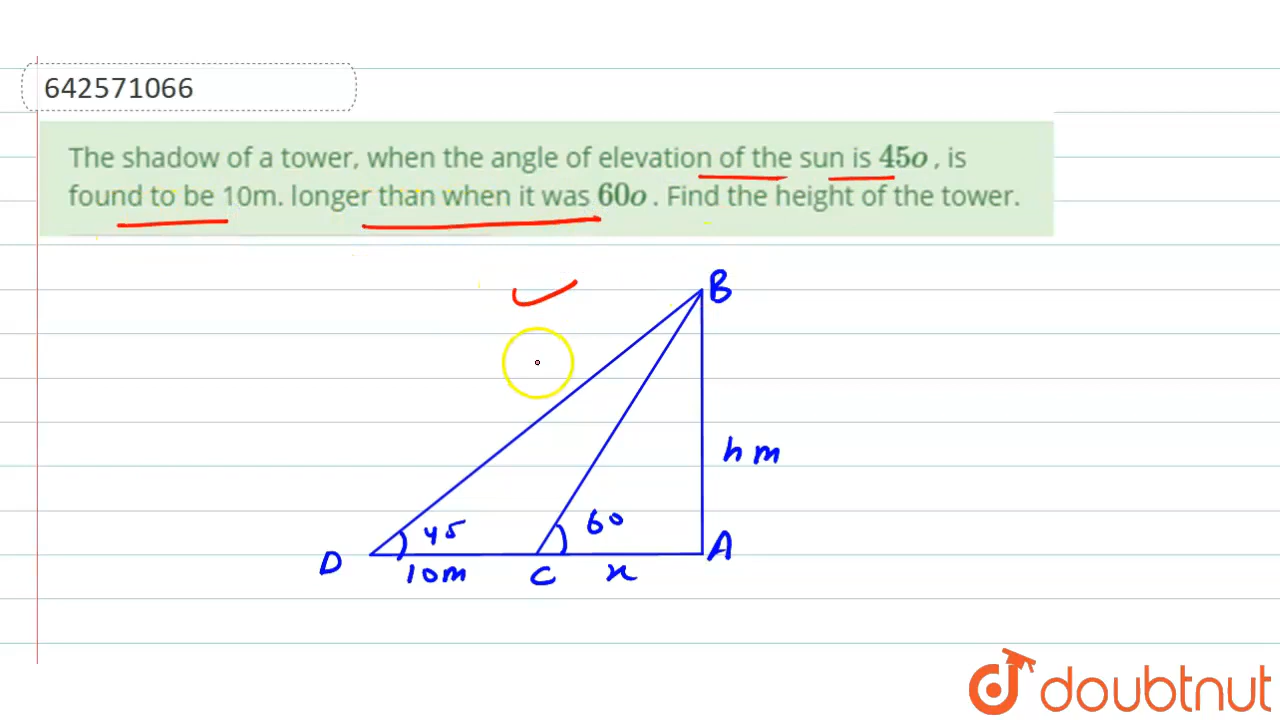 642571066
The shadow of a tower, when the angle of elevation of the sun is 45o , is
found to be 10m. longer than when it was 60o . Find the height of the tower.
B
h m
45
60
D
10m
C
x
A
doubtnut